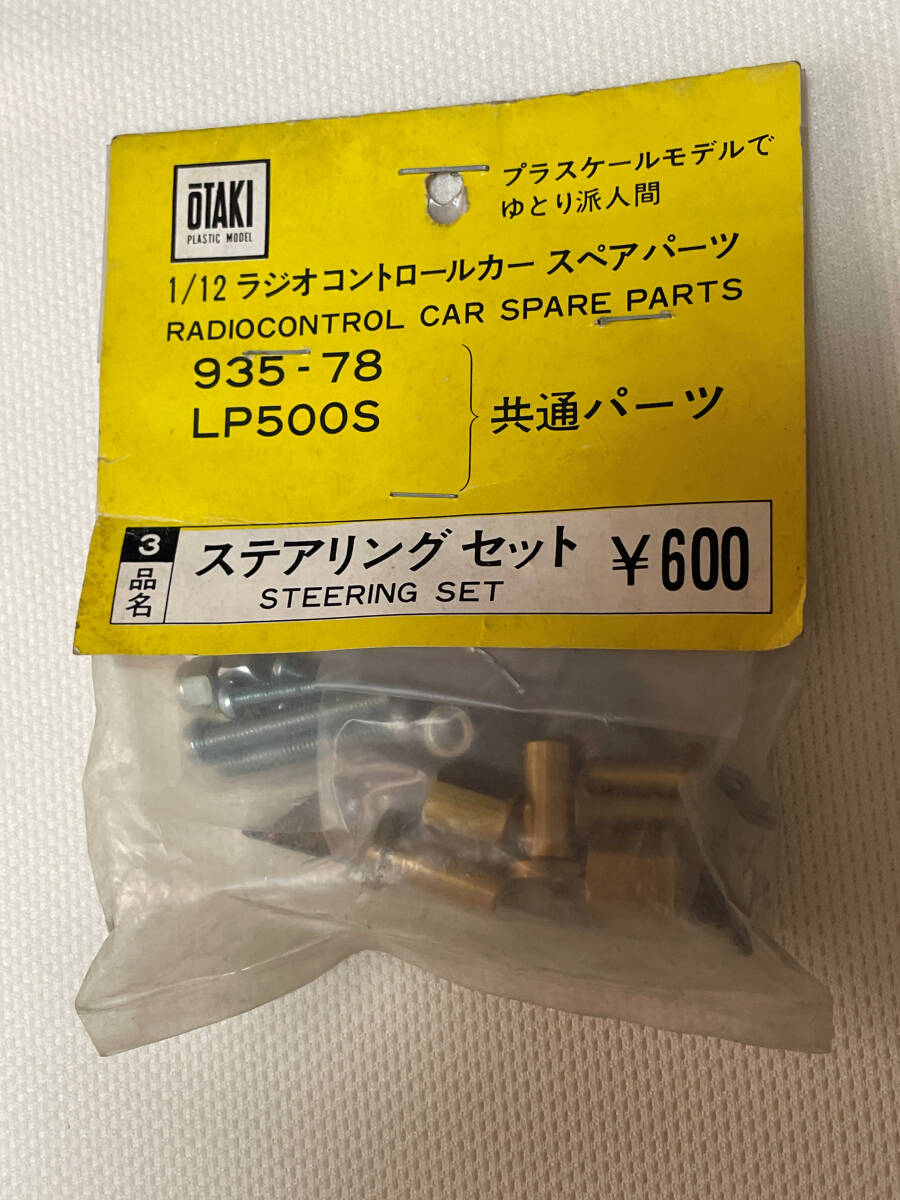 ŌTAKI
PLASTIC MODEL
プラスケールモデルで
ゆとり派人間
1/12 ラジオコントロールカー スペアパーツ
RADIOCONTROL CAR SPARE PARTS
935-78
LP500S
共通パーツ
3
品名
ステアリング セット
STEERING SET
¥600